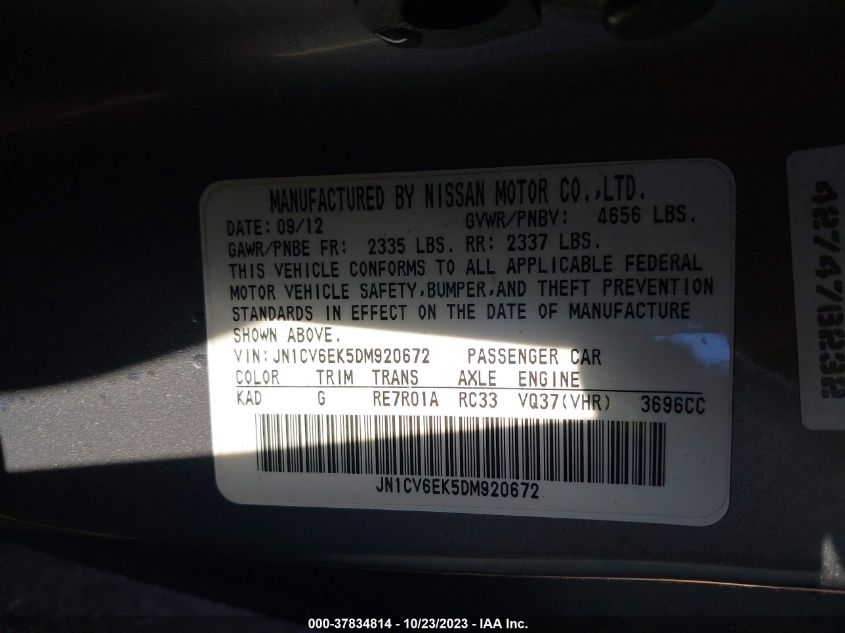 MANUFACTURED BY NISSAN MOTOR CO.,LTD.
DATE: 09/12 GVWR/PNBV: 4656 LBS.
GAWR/PNBE FR: 2335 LBS. RR: 2337 LBS.
THIS VEHICLE CONFORMS TO ALL APPLICABLE FEDERAL
MOTOR VEHICLE SAFETY,BUMPER,AND THEFT PREVENTION
STANDARDS IN EFFECT ON THE DATE OF MANUFACTURE
SHOWN ABOVE.
VIN:JN1CV6EK5DM920672 PASSENGER CAR
COLOR TRIM TRANS AXLE ENGINE
KAD G RE7R01A RC33 VQ37(VHR) 3696CC
JN1CV6EK5DM920672
000-37834814 - 10/23/2023 - IAA Inc.